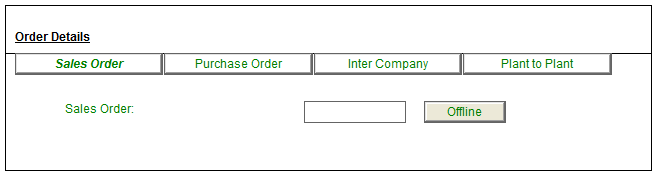 Order Details
Sales Order Purchase Order Inter Company Plant to Plant
Sales Order: Offline